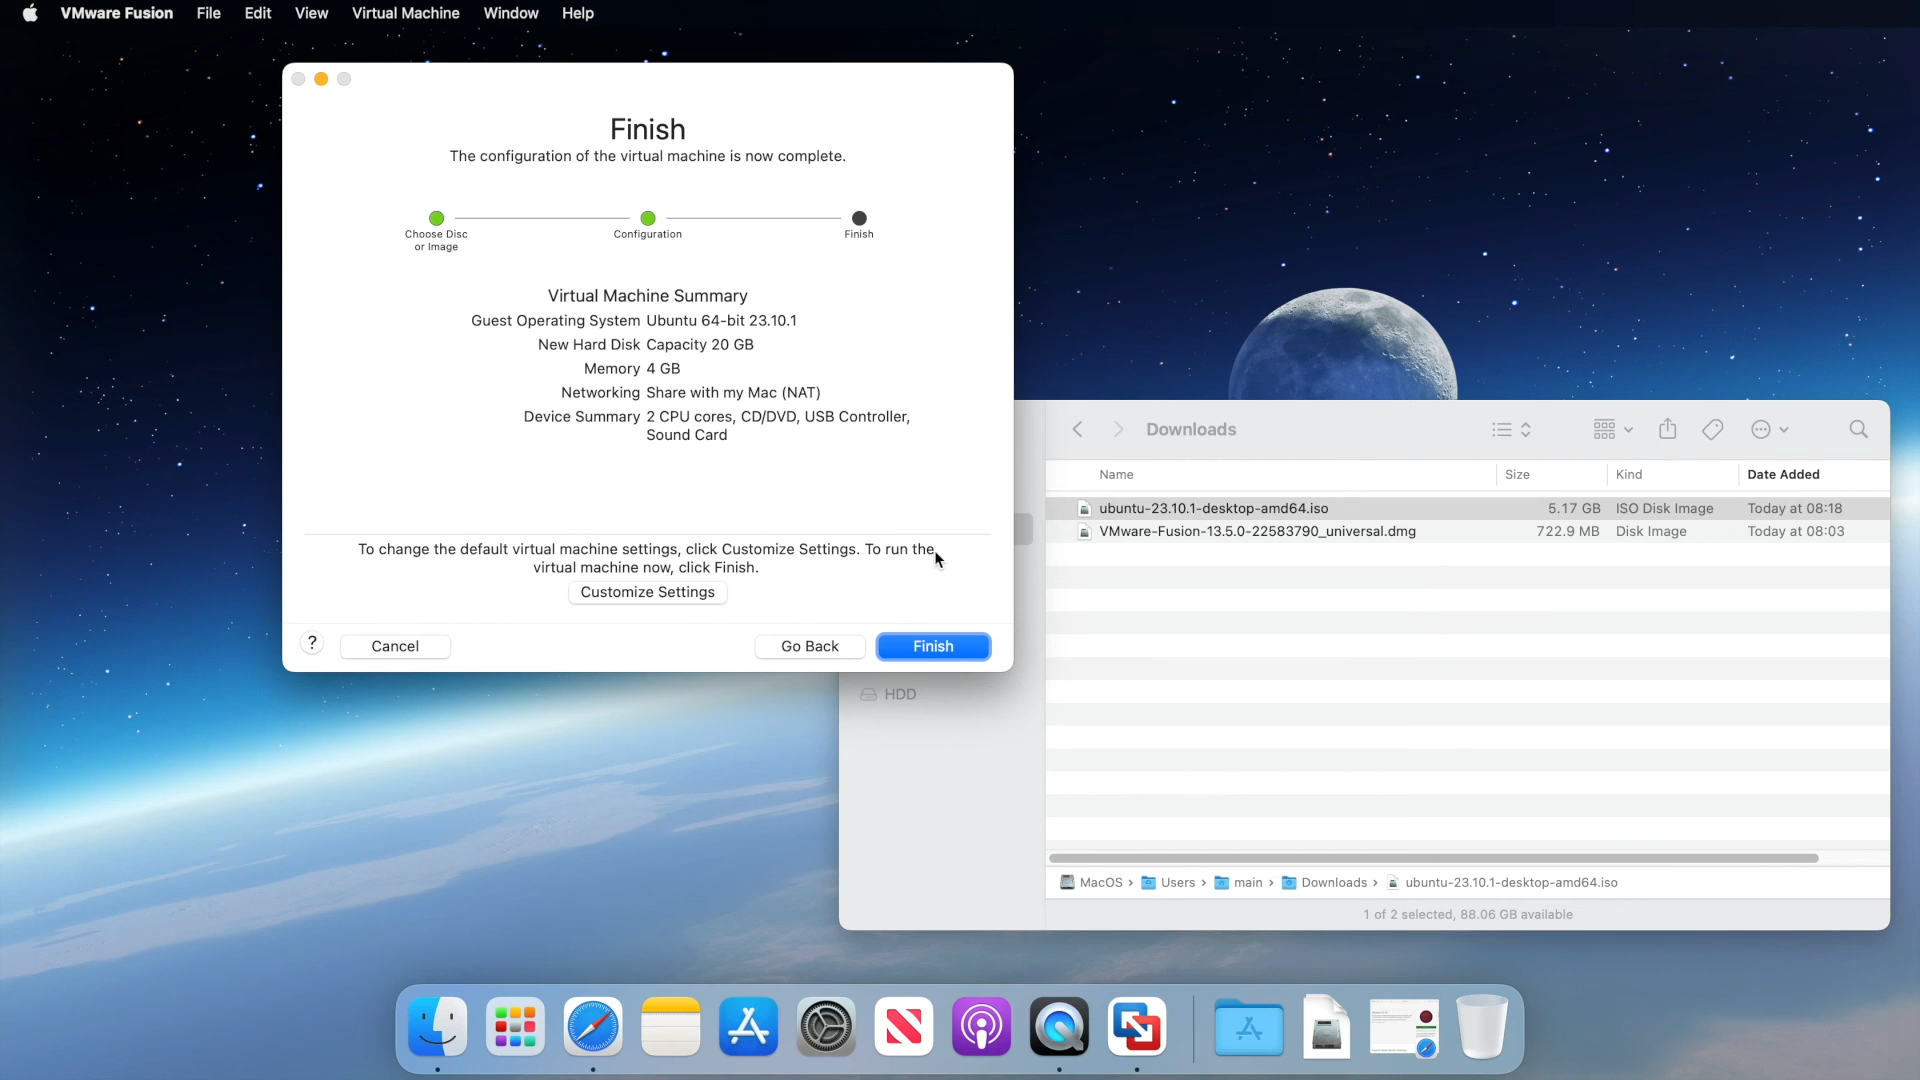 VMware Fusion File Edit View Virtual Machine Window Help
Finish
The configuration of the virtual machine is now complete.
Choose Disc
or Image
Configuration
Finish
Virtual Machine Summary
Guest Operating System Ubuntu 64-bit 23.10.1
New Hard Disk Capacity 20 GB
Memory 4 GB
Networking Share with my Mac (NAT)
Device Summary 2 CPU cores, CD/DVD, USB Controller,
Sound Card
To change the default virtual machine settings, click Customize Settings. To run the
virtual machine now, click Finish.
Customize Settings
? Cancel Go Back Finish
HDD
Downloads
Name Size Kind Date Added
ubuntu-23.10.1-desktop-amd64.iso 5.17 GB ISO Disk Image Today at 08:18
VMware-Fusion-13.5.0-22583790_universal.dmg 722.9 MB Disk Image Today at 08:03
MacOS › Users › main › Downloads › ubuntu-23.10.1-desktop-amd64.iso
1 of 2 selected, 88.06 GB available